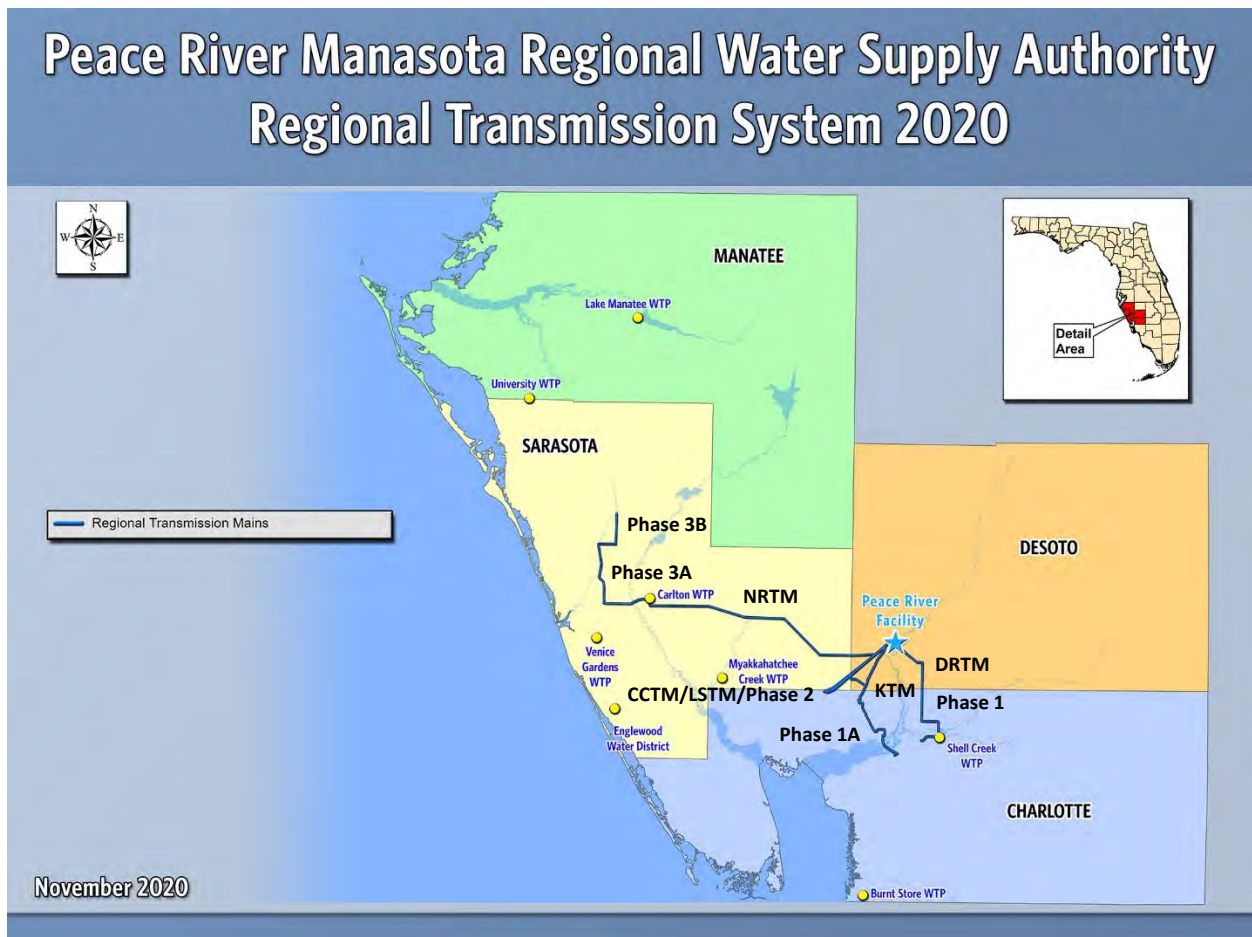 Peace River Manasota Regional Water Supply Authority
Regional Transmission System 2020
N
W E
S
MANATEE
Lake Manatee WTP
Detail
Area
University WTP
SARASOTA
Regional Transmission Mains
Phase 3B
DESOTO
Phase 3A
Carlton WTP
NRTM
Peace River
Facility
Venice
Gardens
WTP
Myakkahatchee
Creek WTP
DRTM
CCTM/LSTM/Phase 2
KTM
Phase 1
Englewood
Water District
Phase 1A
Shell Creek
WTP
CHARLOTTE
November 2020
Burnt Store WTP